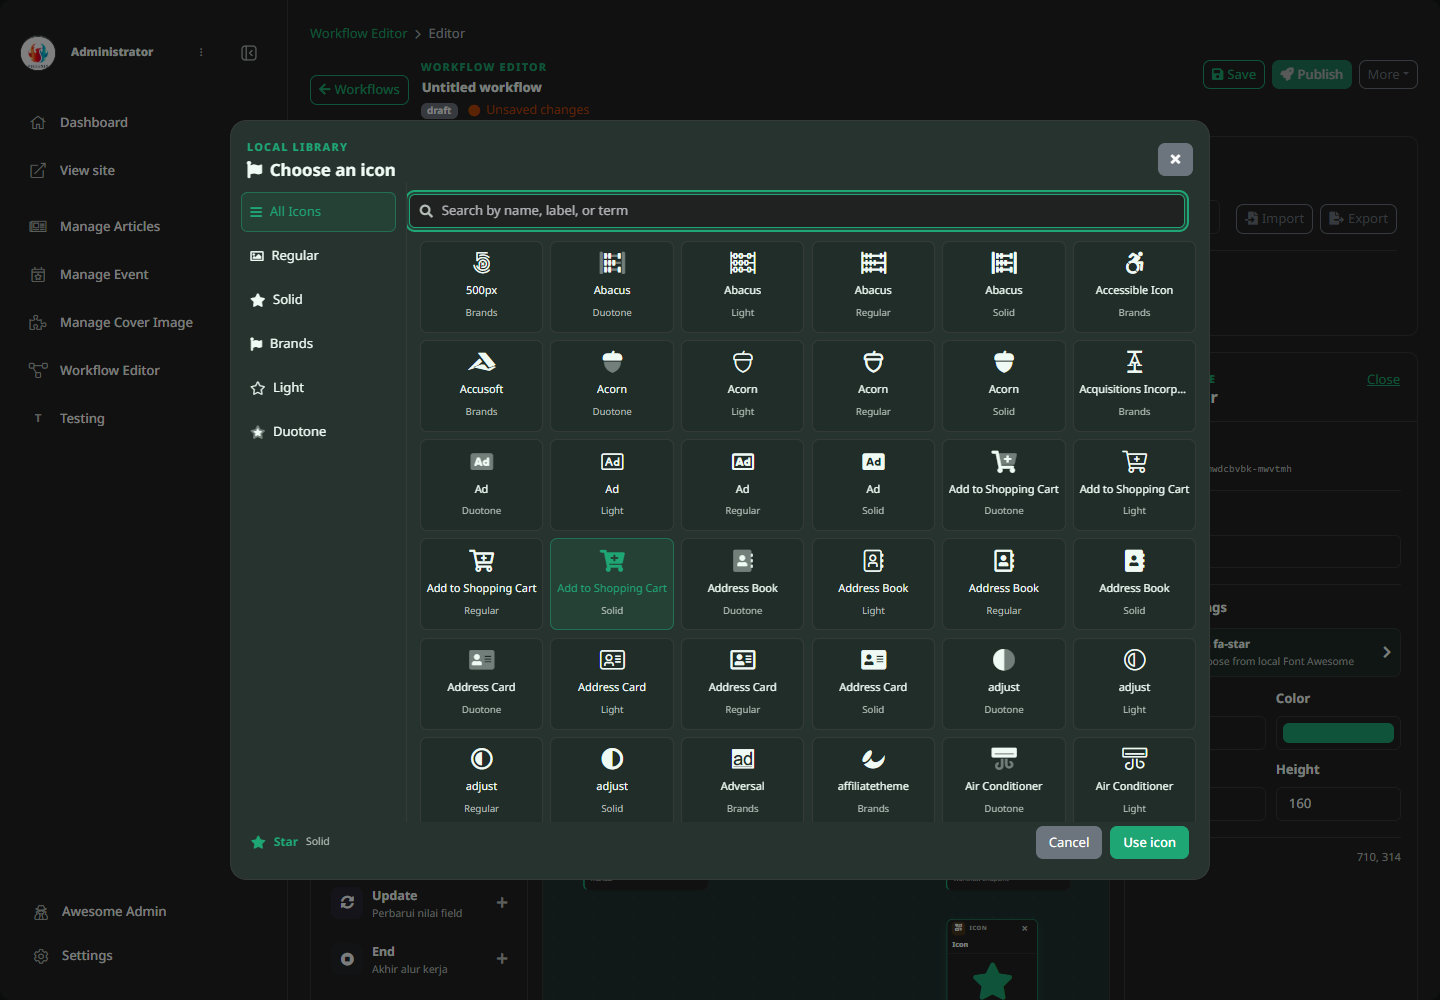 Administrator
Dashboard
View site
Manage Articles
Manage Event
Manage Cover Image
Workflow Editor
T Testing
Awesome Admin
Settings
Workflow Editor > Editor
Workflows
WORKFLOW EDITOR
Untitled workflow
draft Unsaved changes
Save Publish More
Import Export
LOCAL LIBRARY
Choose an icon
All Icons
Regular
Solid
Brands
Light
Duotone
Search by name, label, or term
500px Abacus Abacus Abacus Abacus Accessible Icon
Brands Duotone Light Regular Solid Brands
Accusoft Acorn Acorn Acorn Acorn Acquisitions Incorp...
Brands Duotone Light Regular Solid Brands
Ad Ad Ad Ad Add to Shopping Cart Add to Shopping Cart
Duotone Light Regular Solid Duotone Light
Add to Shopping Cart Add to Shopping Cart Address Book Address Book Address Book Address Book
Regular Solid Duotone Light Regular Solid
Address Card Address Card Address Card Address Card adjust adjust
Duotone Light Regular Solid Duotone Light
adjust adjust Adversal affiliatetheme Air Conditioner Air Conditioner
Regular Solid Brands Brands Duotone Light
Star Solid
Cancel Use icon
Close
wdcbvbk-mwvtmh
fa-star
from local Font Awesome
Color
Height
160
710, 314
Update
Perbarui nilai field
End
Akhir alur kerja
ICON
Icon